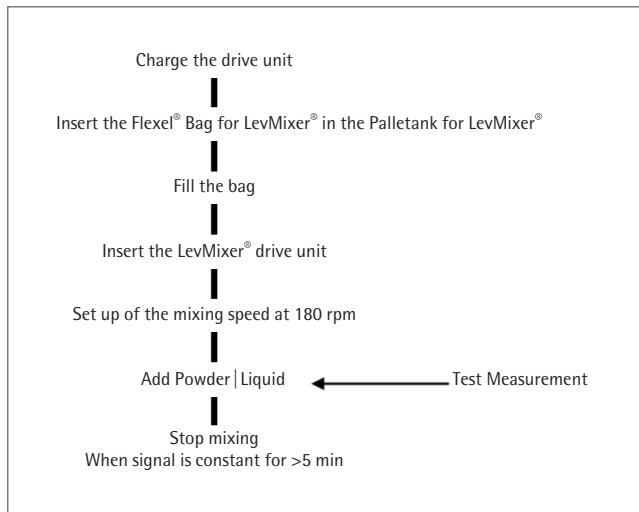 Charge the drive unit
Insert the Flexel® Bag for LevMixer® in the Palletank for LevMixer®
Fill the bag
Insert the LevMixer® drive unit
Set up of the mixing speed at 180 rpm
Add Powder|Liquid
Test Measurement
Stop mixing
When signal is constant for >5 min